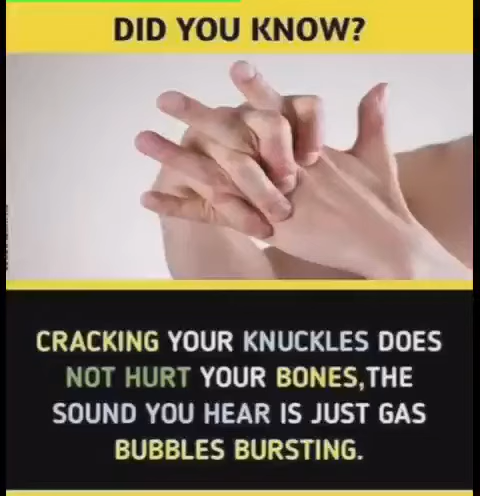 DID YOU KNOW?
CRACKING YOUR KNUCKLES DOES
NOT HURT YOUR BONES,THE
SOUND YOU HEAR IS JUST GAS
BUBBLES BURSTING.